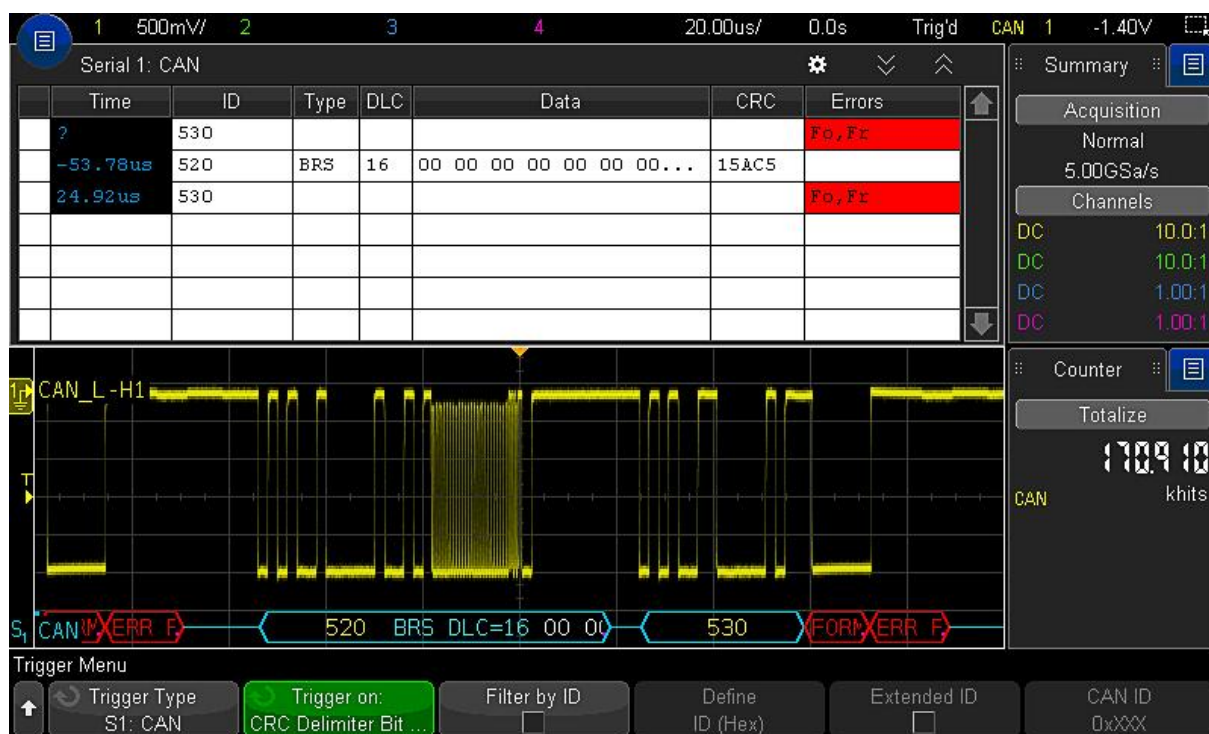 1 500mV/ 2 3 4 20.00us/ 0.0s Trig'd CAN 1 -1.40V
Serial 1: CAN
Time ID Type DLC Data CRC Errors
? 530 Fo,Fr
-53.78us 520 BRS 16 00 00 00 00 00 00 00... 15AC5
24.92us 530 Fo,Fr
Summary
Acquisition
Normal
5.00GSa/s
Channels
DC 10.0:1
DC 10.0:1
DC 1.00:1
DC 1.00:1
Counter
Totalize
170.910
khits
CAN
1 CAN_L-H1
T
S1 CAN ERR F 520 BRS DLC=16 00 0 530 FORM ERR F
Trigger Menu
Trigger Type
S1: CAN
Trigger on:
CRC Delimiter Bit ...
Filter by ID
Define
ID (Hex)
Extended ID
CAN ID
0xXXX